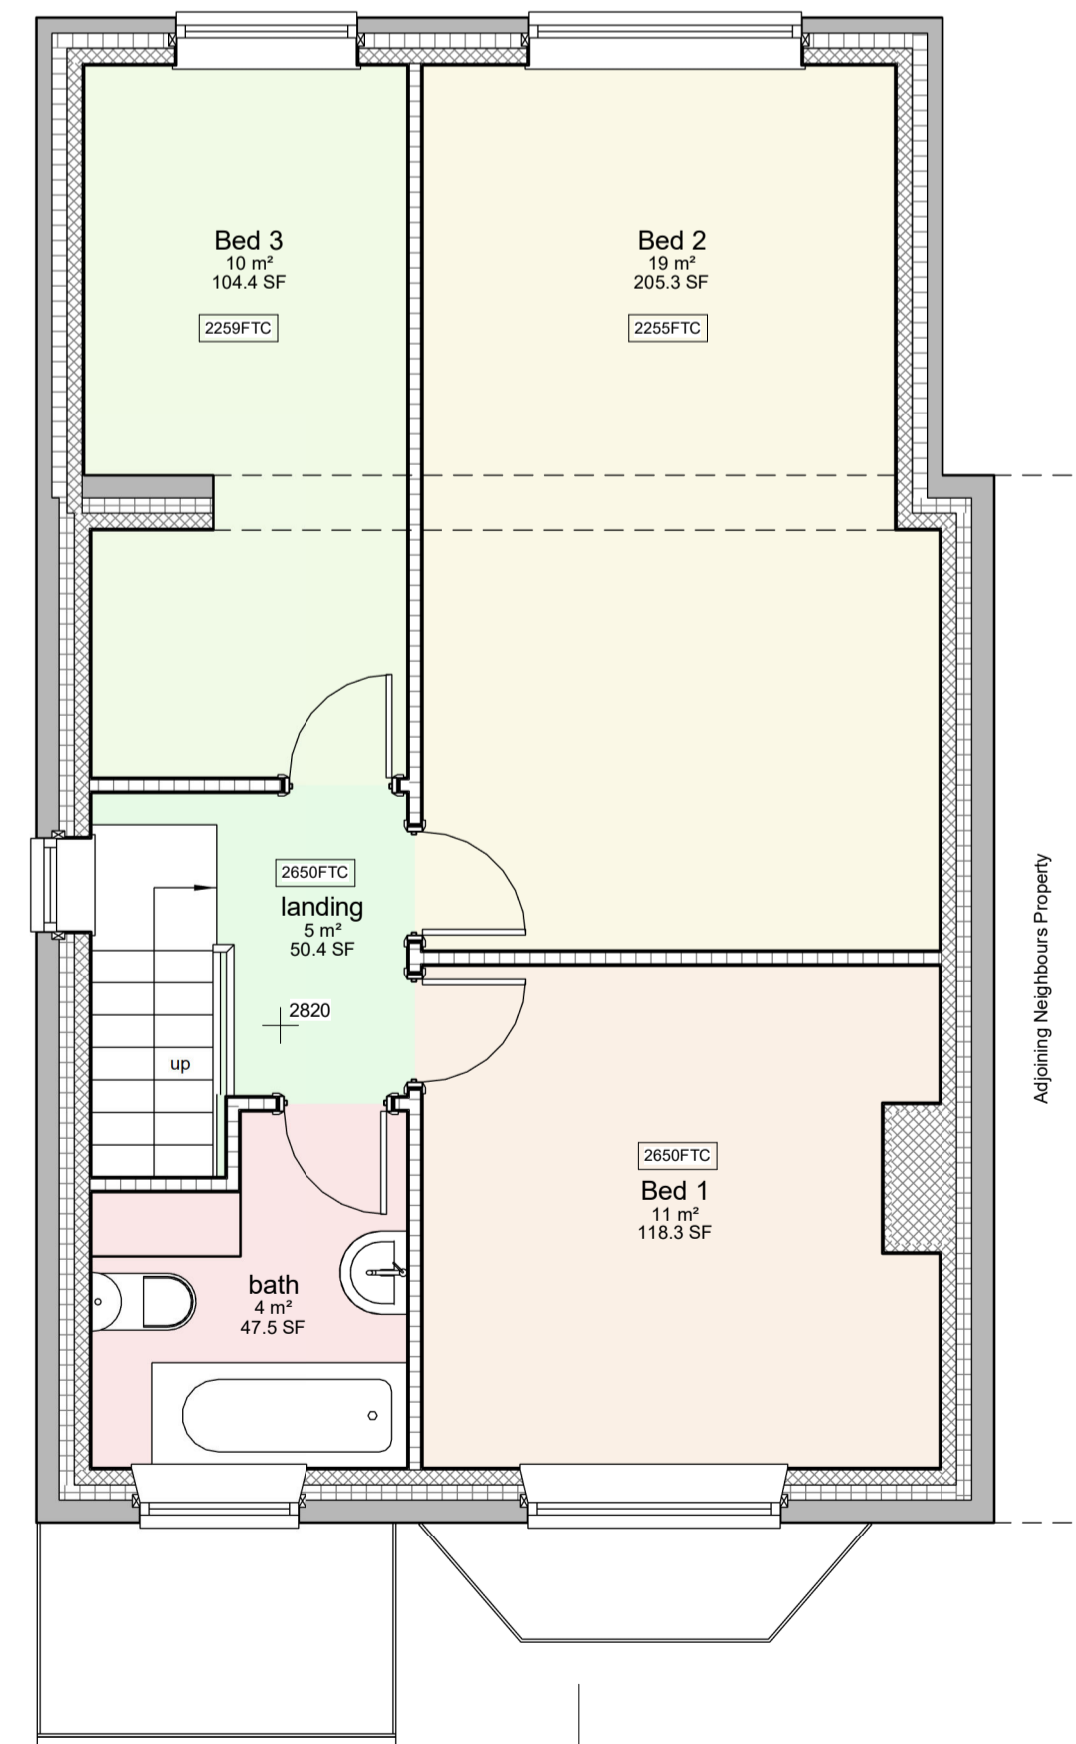 Bed 3
10 m²
104.4 SF
2259FTC
Bed 2
19 m²
205.3 SF
2255FTC
2650FTC
landing
5 m²
50.4 SF
2820
up
Adjoining Neighbours Property
2650FTC
Bed 1
11 m²
118.3 SF
bath
4 m²
47.5 SF